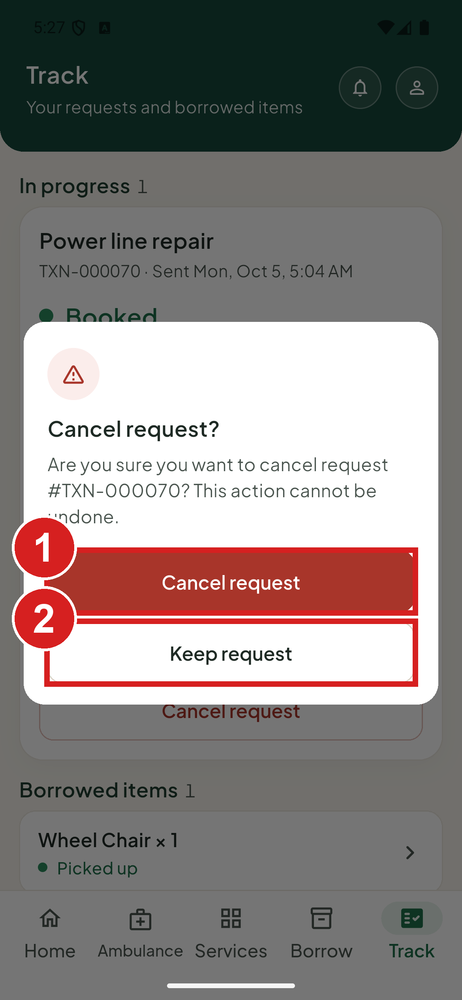 5:27
Track
Your requests and borrowed items
In progress 1
Power line repair
TXN-000070 · Sent Mon, Oct 5, 5:04 AM
Booked
Cancel request?
Are you sure you want to cancel request
#TXN-000070? This action cannot be
undone.
1
Cancel request
2
Keep request
Cancel request
Borrowed items 1
Wheel Chair × 1
Picked up
Home
Ambulance
Services
Borrow
Track